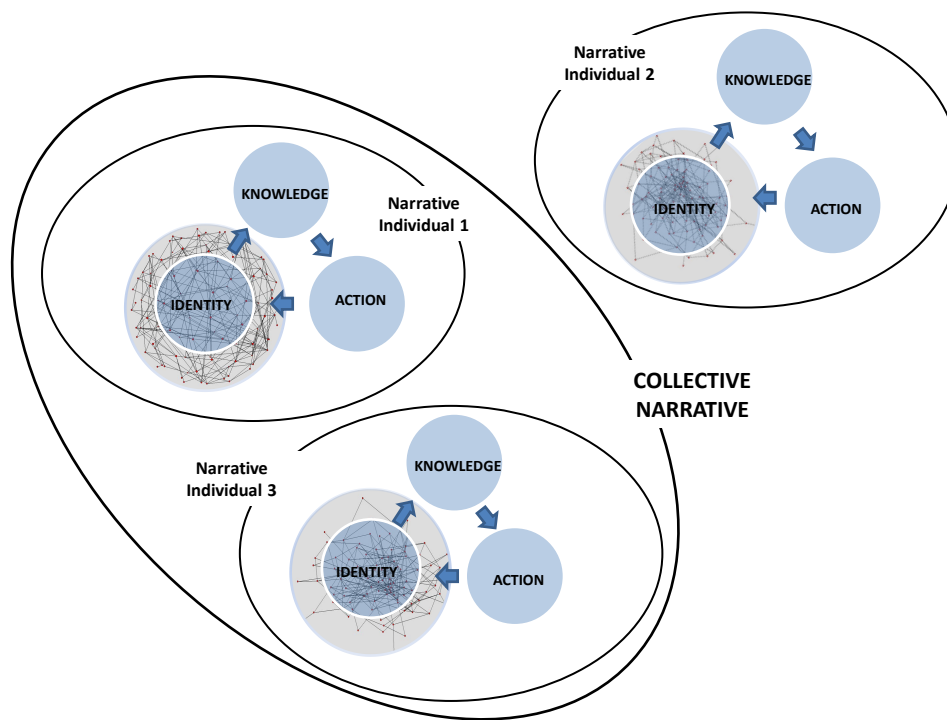 Narrative
Individual 2
KNOWLEDGE
IDENTITY
ACTION
KNOWLEDGE
Narrative
Individual 1
IDENTITY
ACTION
COLLECTIVE
NARRATIVE
KNOWLEDGE
Narrative
Individual 3
IDENTITY
ACTION